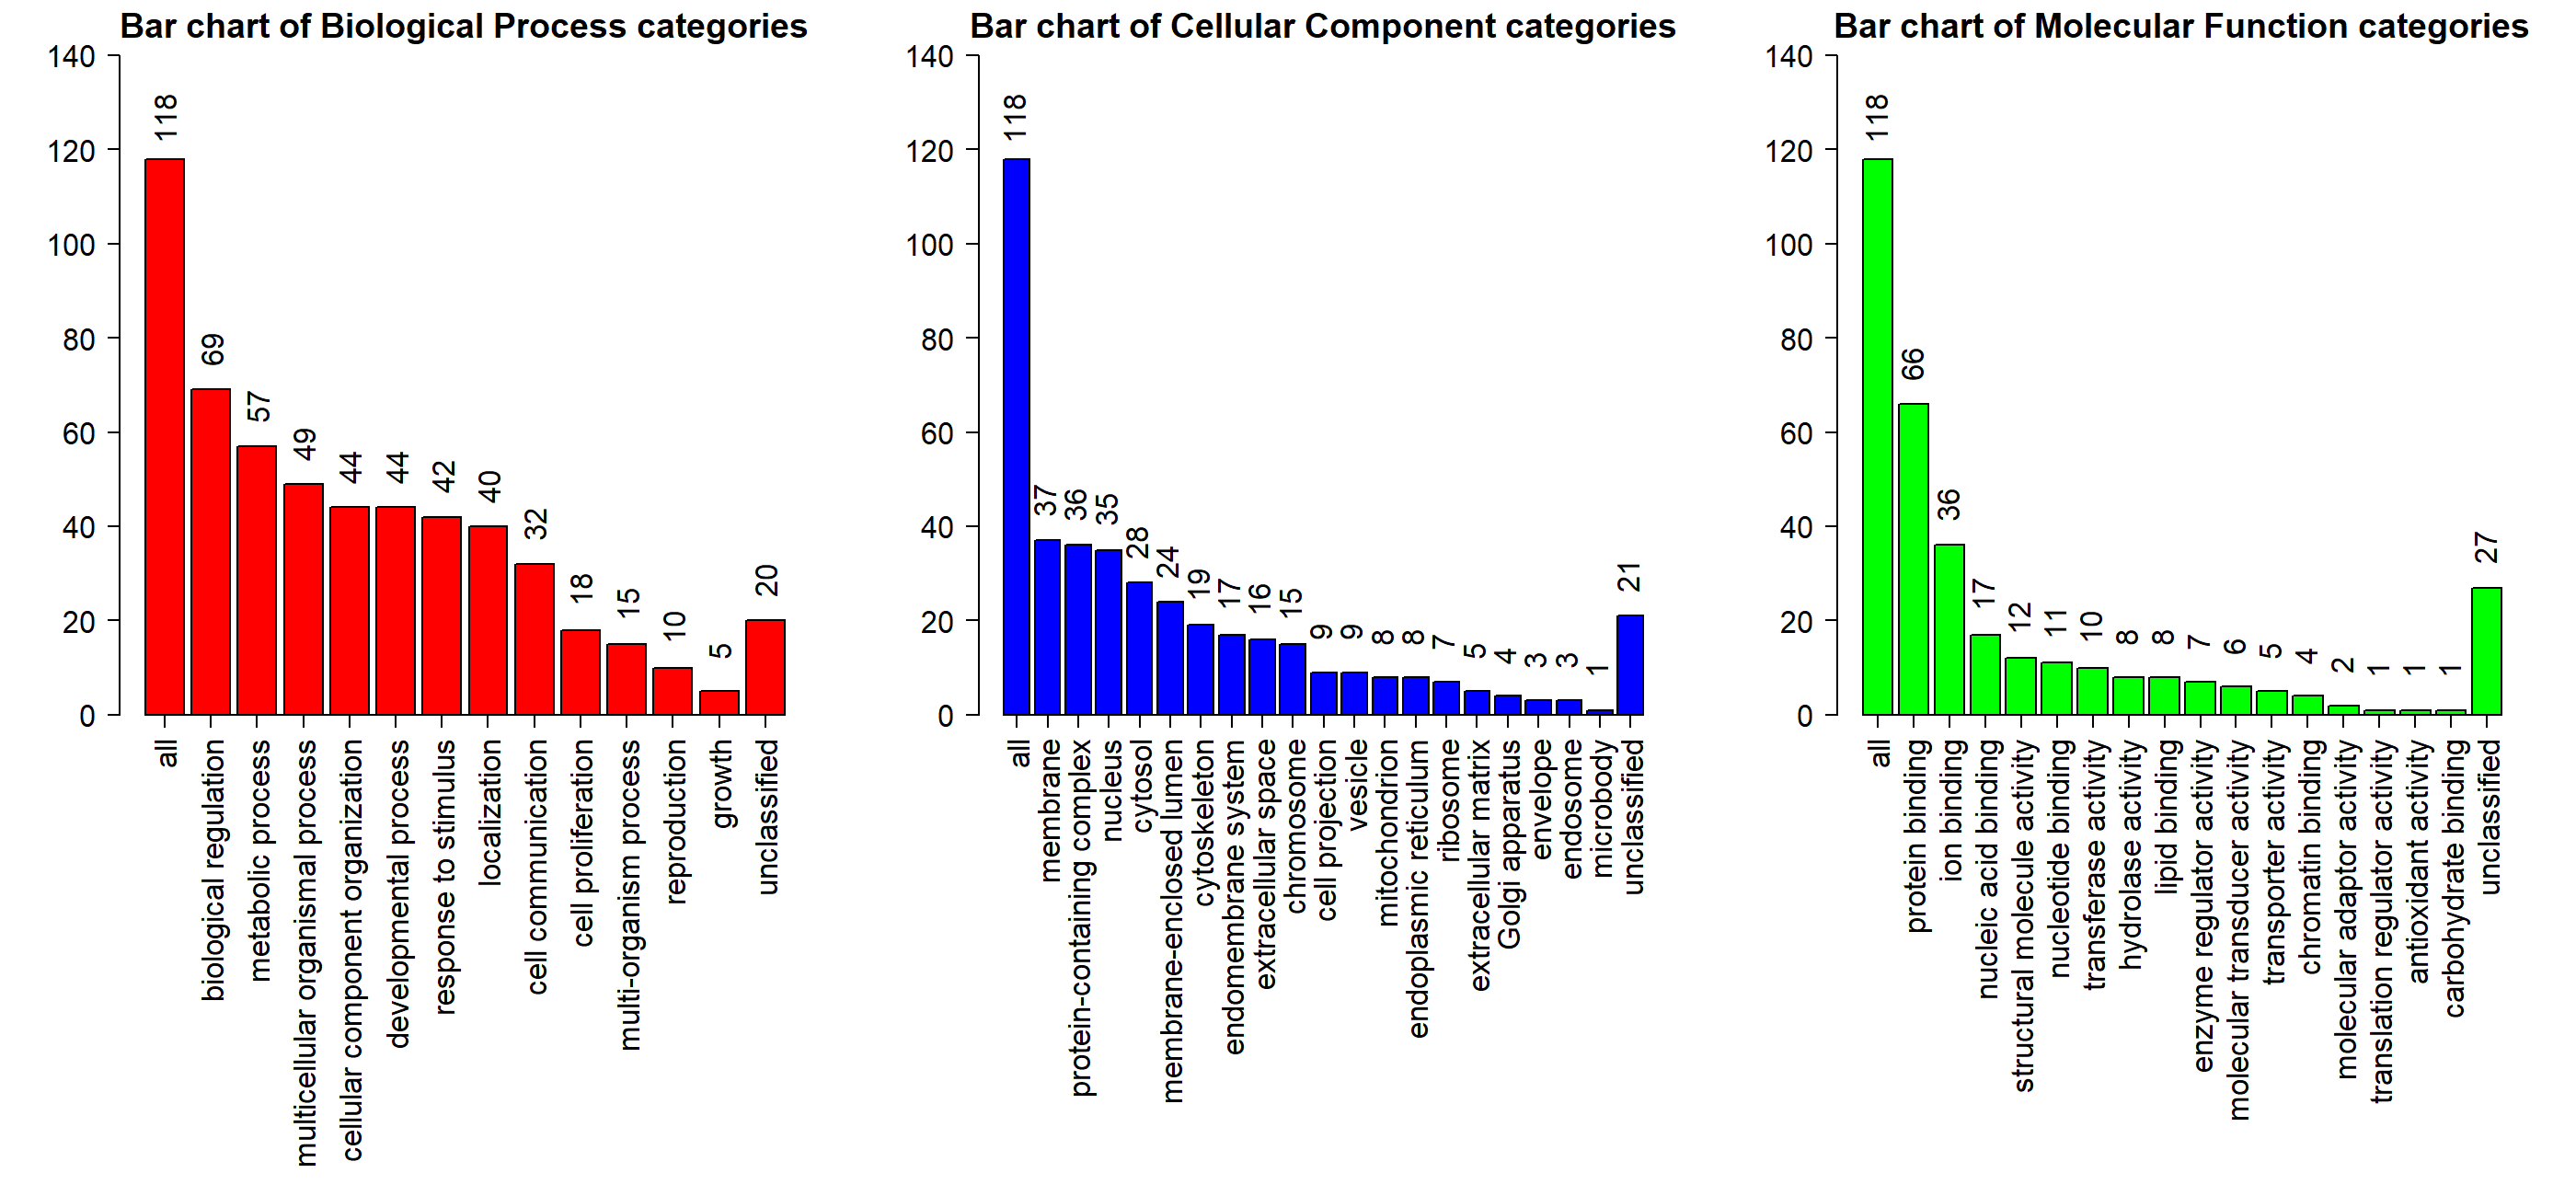 Bar chart of Biological Process categories
140
120
100
80
60
40
20
0
118
69
57
49
44
44
42
40
32
18
15
10
5
20
all
biological regulation
metabolic process
multicellular organismal process
cellular component organization
developmental process
response to stimulus
localization
cell communication
cell proliferation
multi-organism process
reproduction
growth
unclassified
Bar chart of Cellular Component categories
140
120
100
80
60
40
20
0
118
37
36
35
28
24
19
17
16
15
9
9
8
8
7
5
4
3
3
1
21
all
membrane
protein-containing complex
nucleus
cytosol
membrane-enclosed lumen
cytoskeleton
endomembrane system
extracellular space
chromosome
cell projection
vesicle
mitochondrion
endoplasmic reticulum
ribosome
extracellular matrix
Golgi apparatus
envelope
endosome
microbody
unclassified
Bar chart of Molecular Function categories
140
120
100
80
60
40
20
0
118
66
36
17
12
11
10
8
8
7
6
5
4
2
1
1
1
27
all
protein binding
ion binding
nucleic acid binding
structural molecule activity
nucleotide binding
transferase activity
hydrolase activity
lipid binding
enzyme regulator activity
molecular transducer activity
transporter activity
chromatin binding
molecular adaptor activity
translation regulator activity
antioxidant activity
carbohydrate binding
unclassified